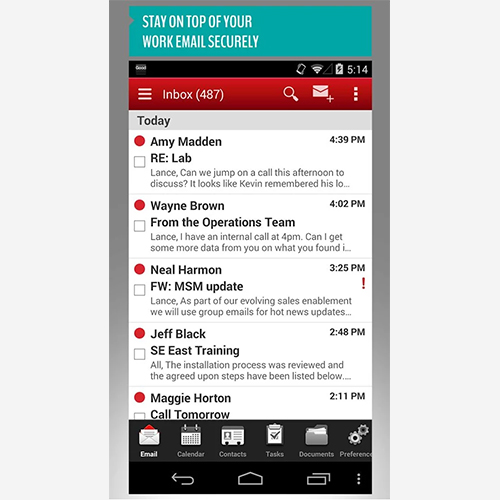 STAY ON TOP OF YOUR
WORK EMAIL SECURELY
Good
5:14
Inbox (487)
Today
Amy Madden 4:39 PM
RE: Lab
Lance, Can we jump on a call this afternoon to
discuss? It looks like Kevin remembered his lo...
Wayne Brown 4:02 PM
From the Operations Team
Lance, I have an internal call at 4pm. Can I get
some more data from you on what you found i...
Neal Harmon 3:25 PM
FW: MSM update !
Lance, As part of our evolving sales enablement
we will use group emails for hot news updates...
Jeff Black 2:48 PM
SE East Training
All, The installation process was reviewed and
the agreed upon steps have been listed below....
Maggie Horton 2:11 PM
Call Tomorrow
Email Calendar Contacts Tasks Documents Preference